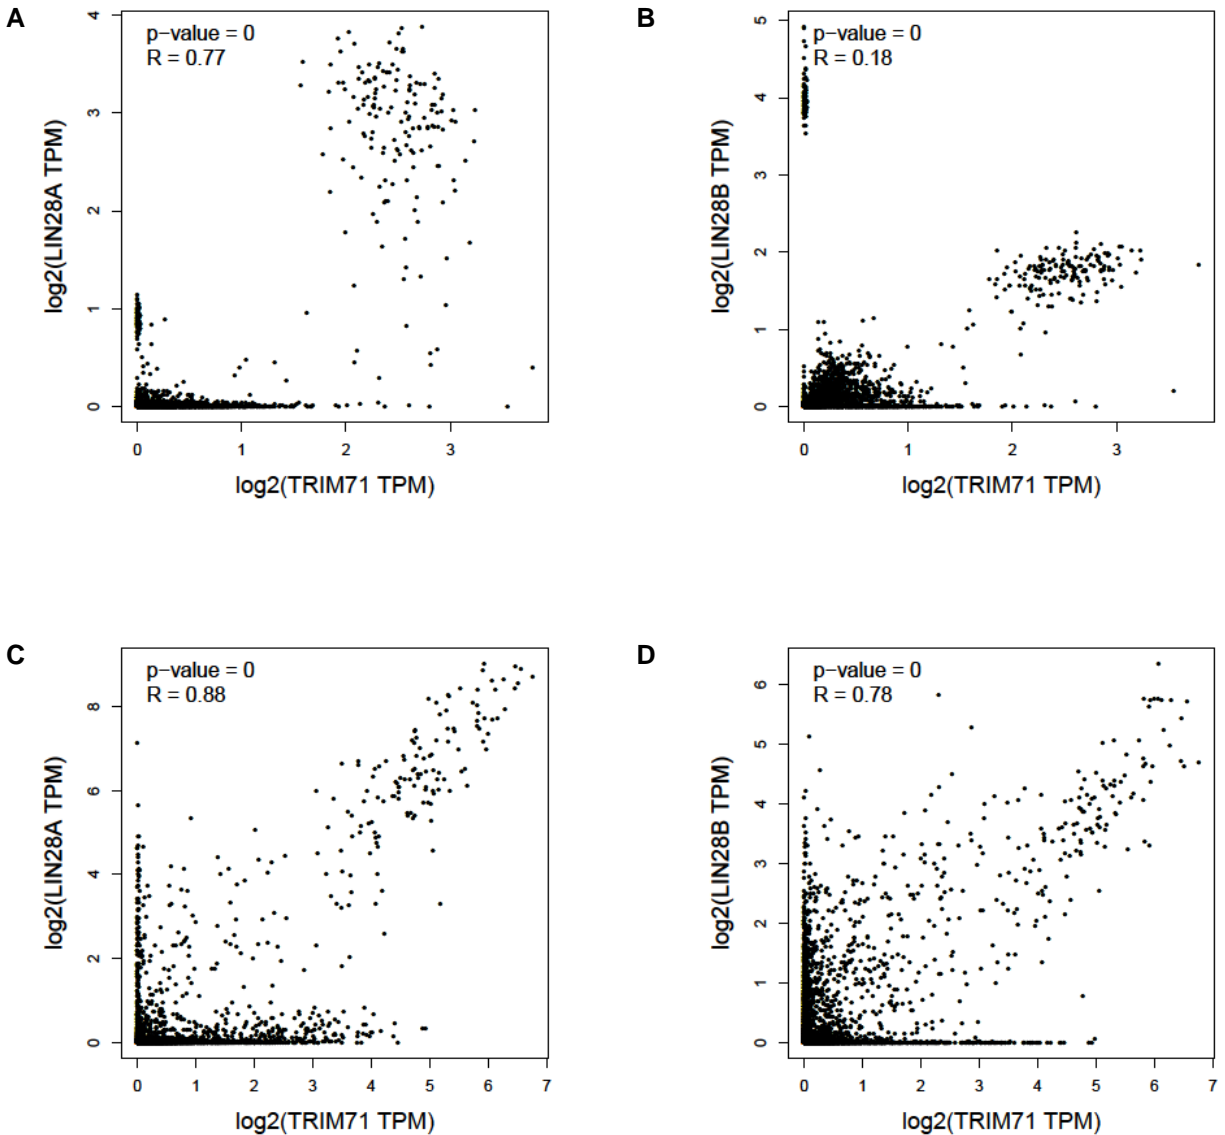 A
p-value = 0
R = 0.77
log2(LIN28A TPM)
4
3
2
1
0
0 1 2 3
log2(TRIM71 TPM)
B
p-value = 0
R = 0.18
log2(LIN28B TPM)
5
4
3
2
1
0
0 1 2 3
log2(TRIM71 TPM)
C
p-value = 0
R = 0.88
log2(LIN28A TPM)
8
6
4
2
0
0 1 2 3 4 5 6 7
log2(TRIM71 TPM)
D
p-value = 0
R = 0.78
log2(LIN28B TPM)
6
5
4
3
2
1
0
0 1 2 3 4 5 6 7
log2(TRIM71 TPM)